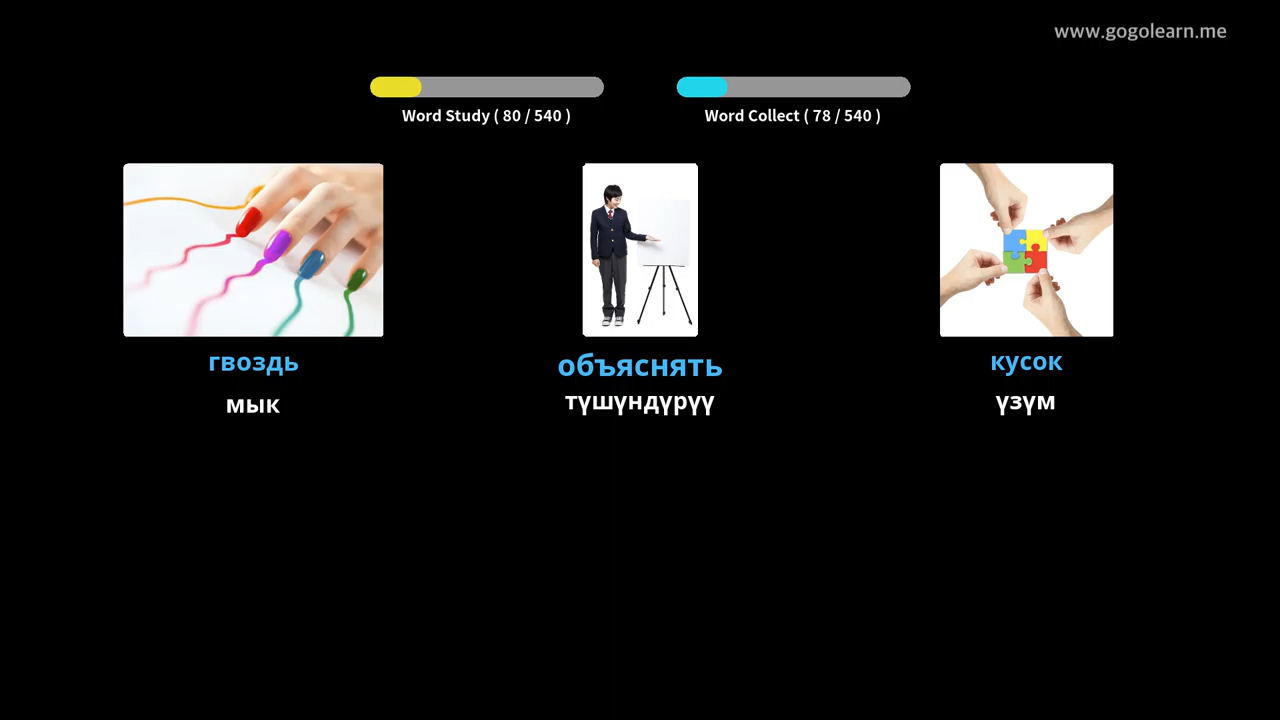 www.gogolearn.me
Word Study ( 80 / 540 )
Word Collect ( 78 / 540 )
гвоздь
объяснять
кусок
мык
түшүндүрүү
үзүм